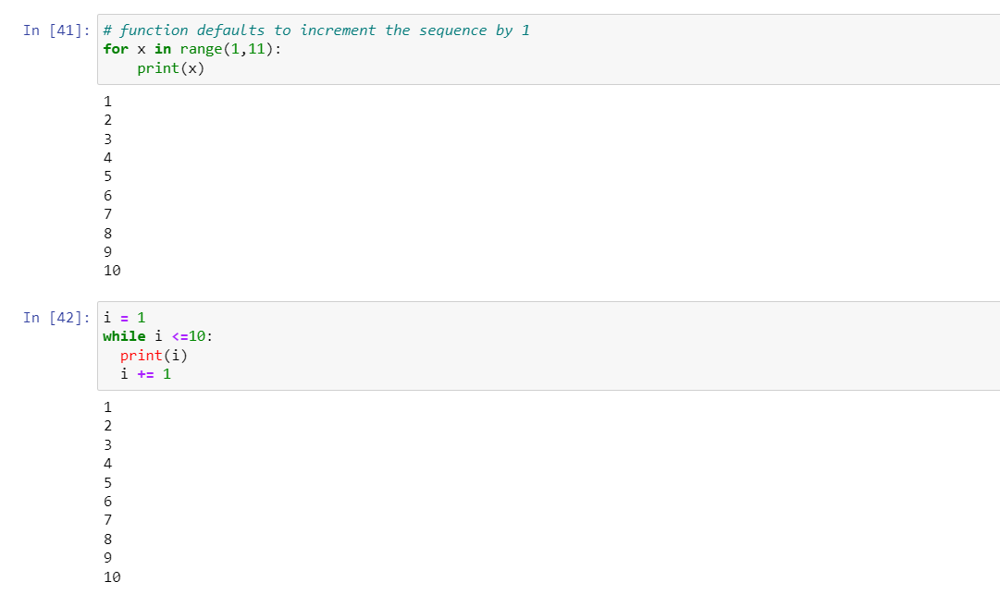 In [41]: # function defaults to increment the sequence by 1
for x in range(1,11):
    print(x)
1
2
3
4
5
6
7
8
9
10
In [42]: i = 1
while i <=10:
  print(i)
  i += 1
1
2
3
4
5
6
7
8
9
10